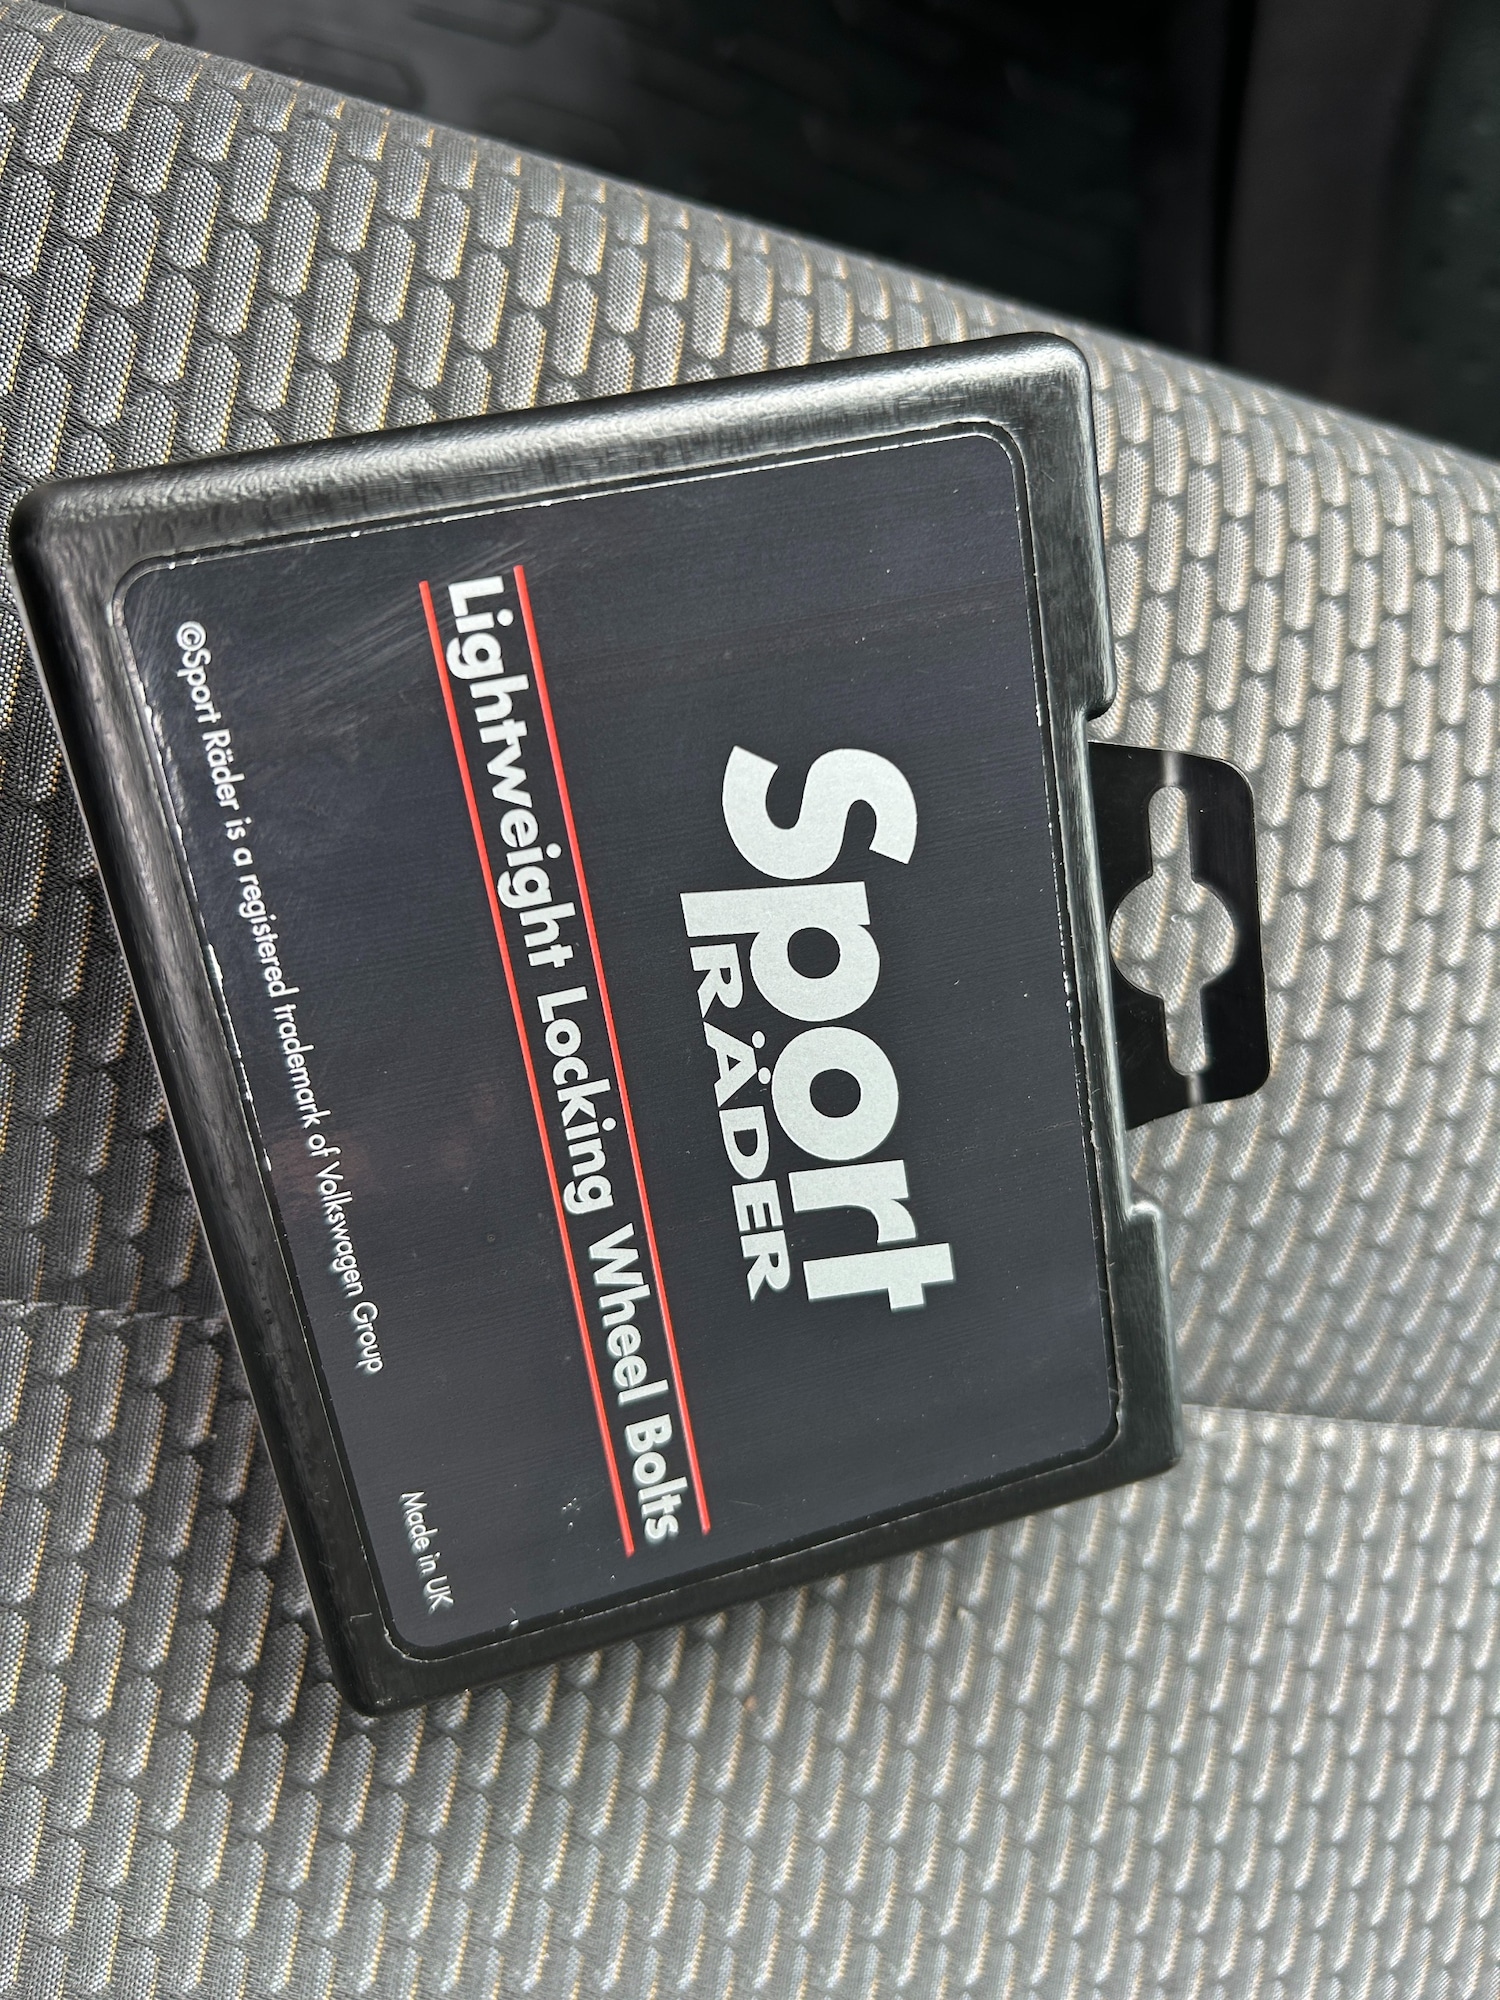 Sport
RÄDER
Lightweight Locking Wheel Bolts
©Sport Räder is a registered trademark of Volkswagen Group
Made in UK